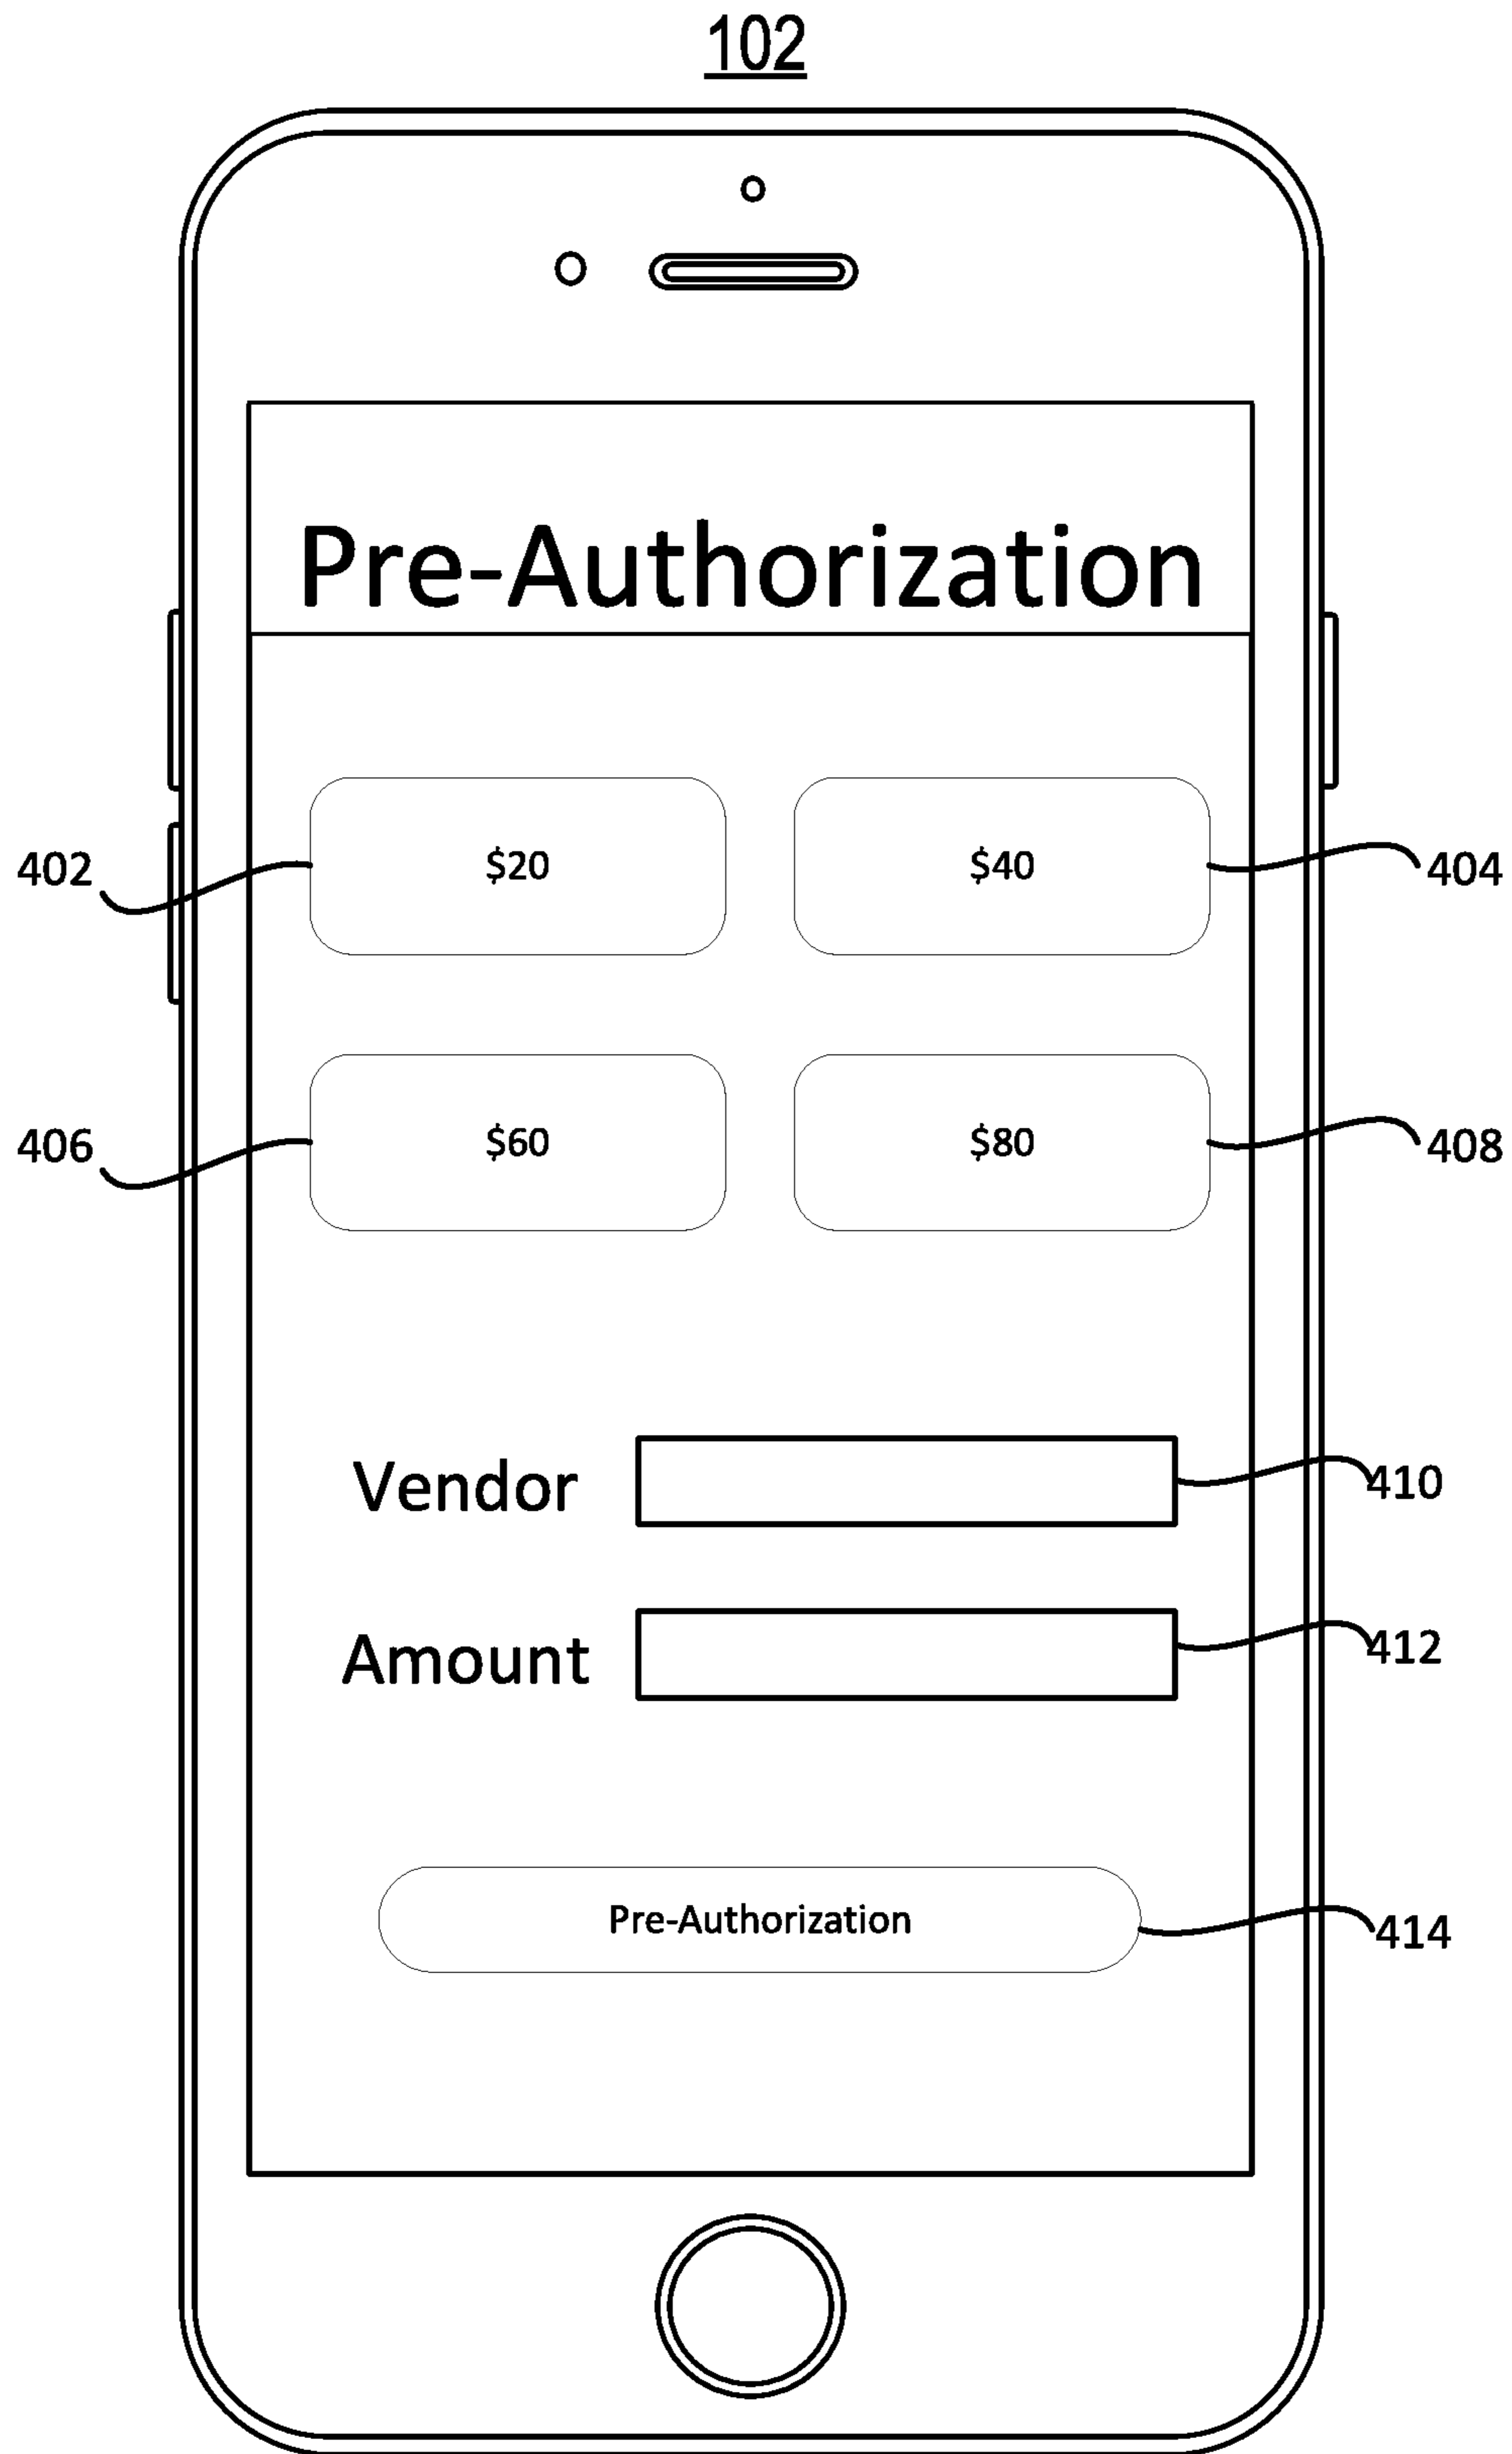 102
Pre-Authorization
402 $20 $40 404
406 $60 $80 408
Vendor 410
Amount 412
Pre-Authorization 414